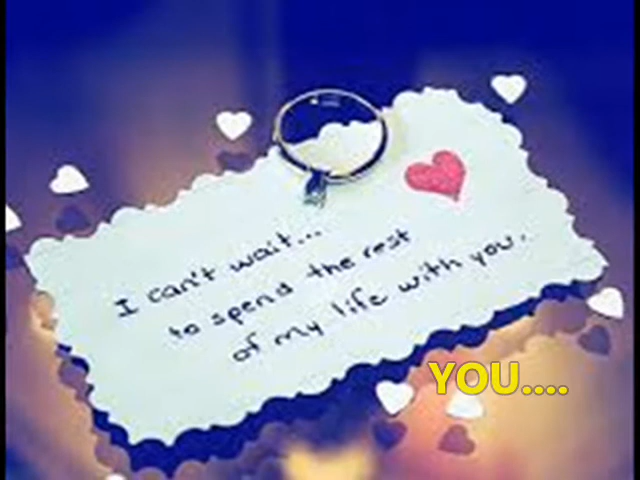 I can't wait...
to spend the rest
of my life with you.
YOU....